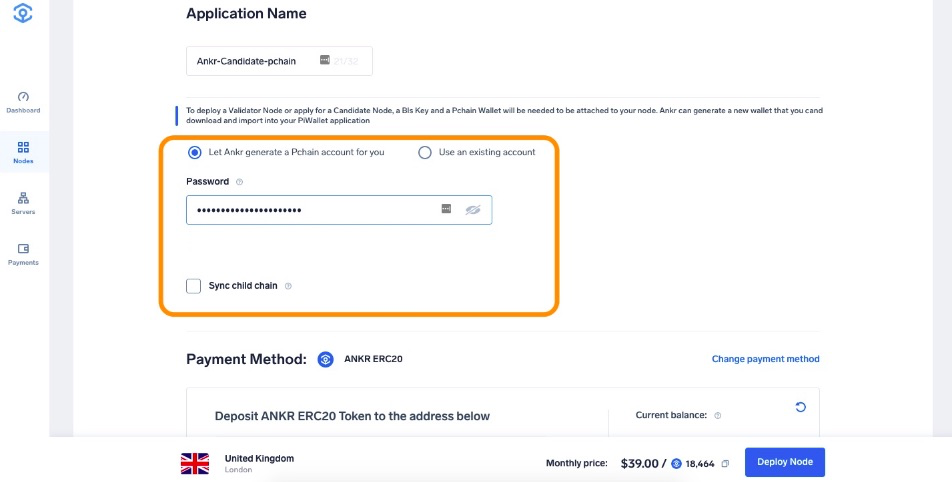 Application Name
Ankr-Candidate-pchain
21/32
To deploy a Validator Node or apply for a Candidate Node, a Bls Key and a Pchain Wallet will be needed to be attached to your node. Ankr can generate a new wallet that you cand
download and import into your PiWallet application
Dashboard
Nodes
Servers
Payments
Let Ankr generate a Pchain account for you
Use an existing account
Password
Sync child chain
Payment Method:
ANKR ERC20
Change payment method
Deposit ANKR ERC20 Token to the address below
Current balance:
United Kingdom
London
Monthly price:
$39.00 / 18,464
Deploy Node